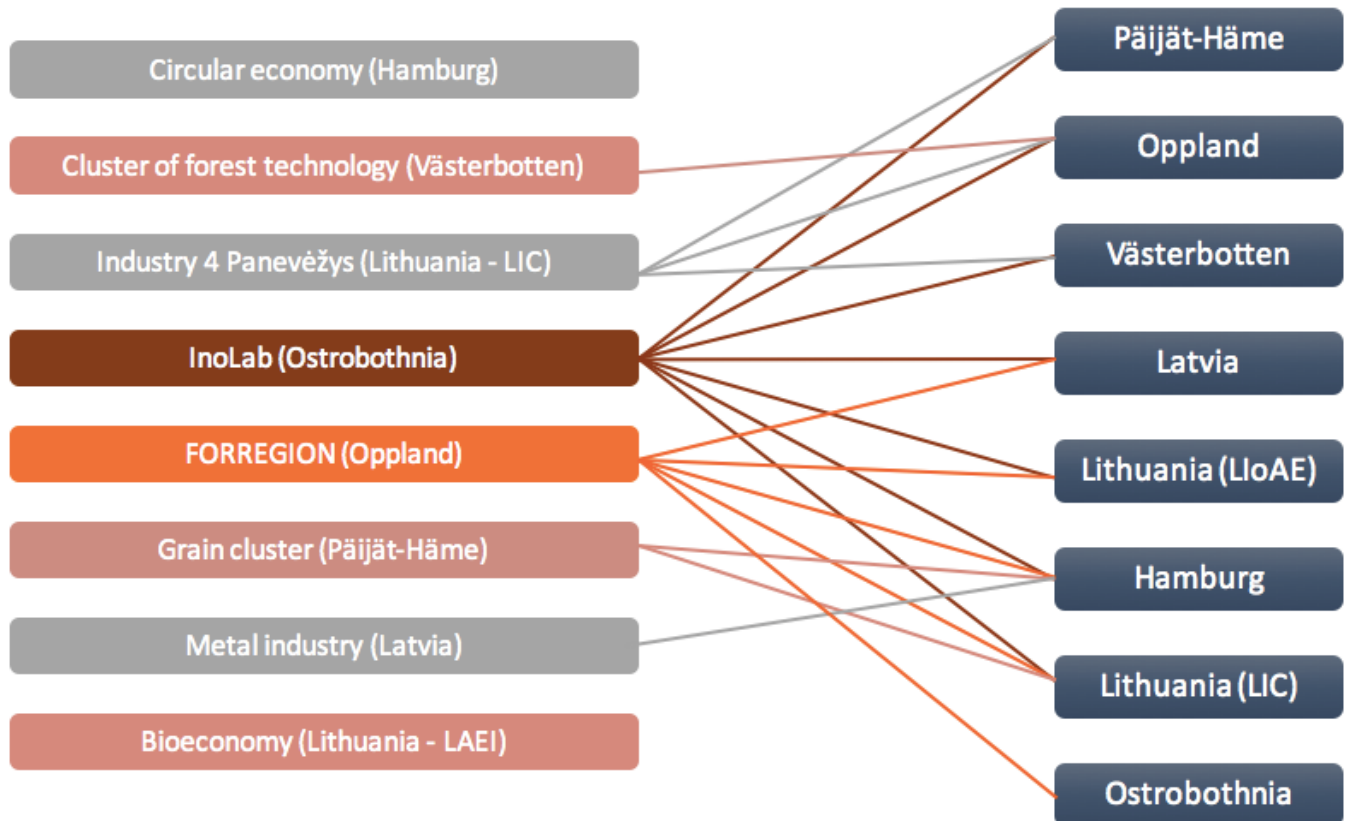 Circular economy (Hamburg)
Cluster of forest technology (Västerbotten)
Industry 4 Panevėžys (Lithuania - LIC)
InoLab (Ostrobothnia)
FORREGION (Oppland)
Grain cluster (Päijät-Häme)
Metal industry (Latvia)
Bioeconomy (Lithuania - LAEI)
Päijät-Häme
Oppland
Västerbotten
Latvia
Lithuania (LIoAE)
Hamburg
Lithuania (LIC)
Ostrobothnia